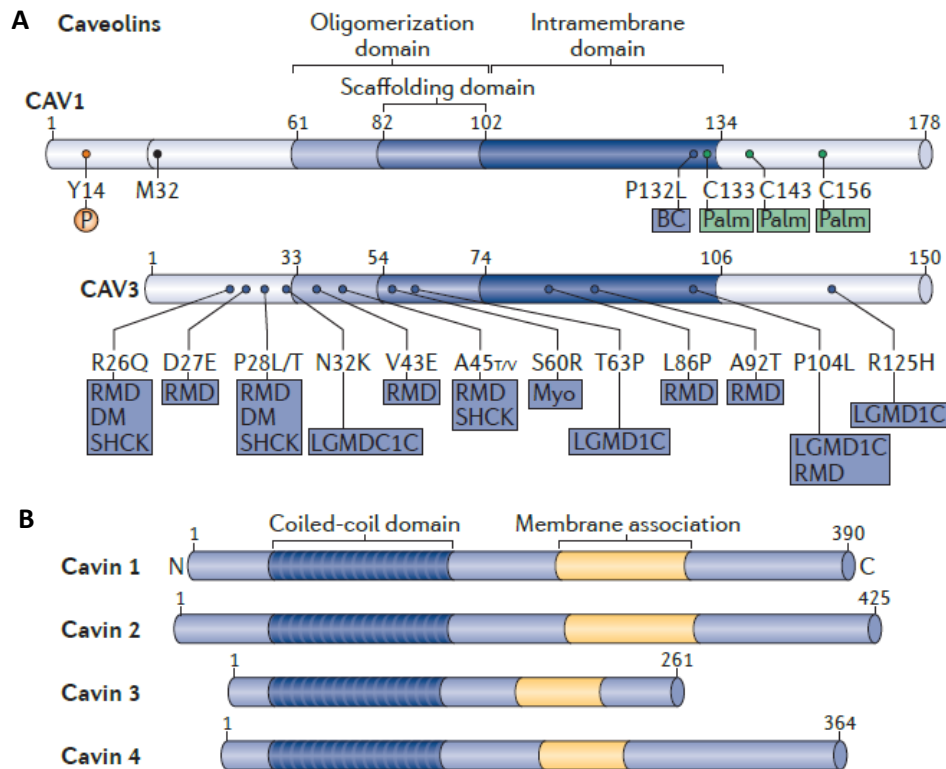 A Caveolins
Oligomerization domain
Intramembrane domain
Scaffolding domain
CAV1
1 61 82 102 134 178
Y14 M32 P132L C133 C143 C156
P BC Palm Palm Palm
1 33 54 74 106 150
CAV3
R26Q D27E P28L/T N32K V43E A45T/V S60R T63P L86P A92T P104L R125H
RMD RMD RMD RMD RMD Myo RMD RMD LGMD1C
DM DM SHCK
SHCK SHCK LGMDC1C LGMD1C LGMD1C
RMD
B
Coiled-coil domain Membrane association
1 390
Cavin 1 N C
1 425
Cavin 2
1 261
Cavin 3
1 364
Cavin 4